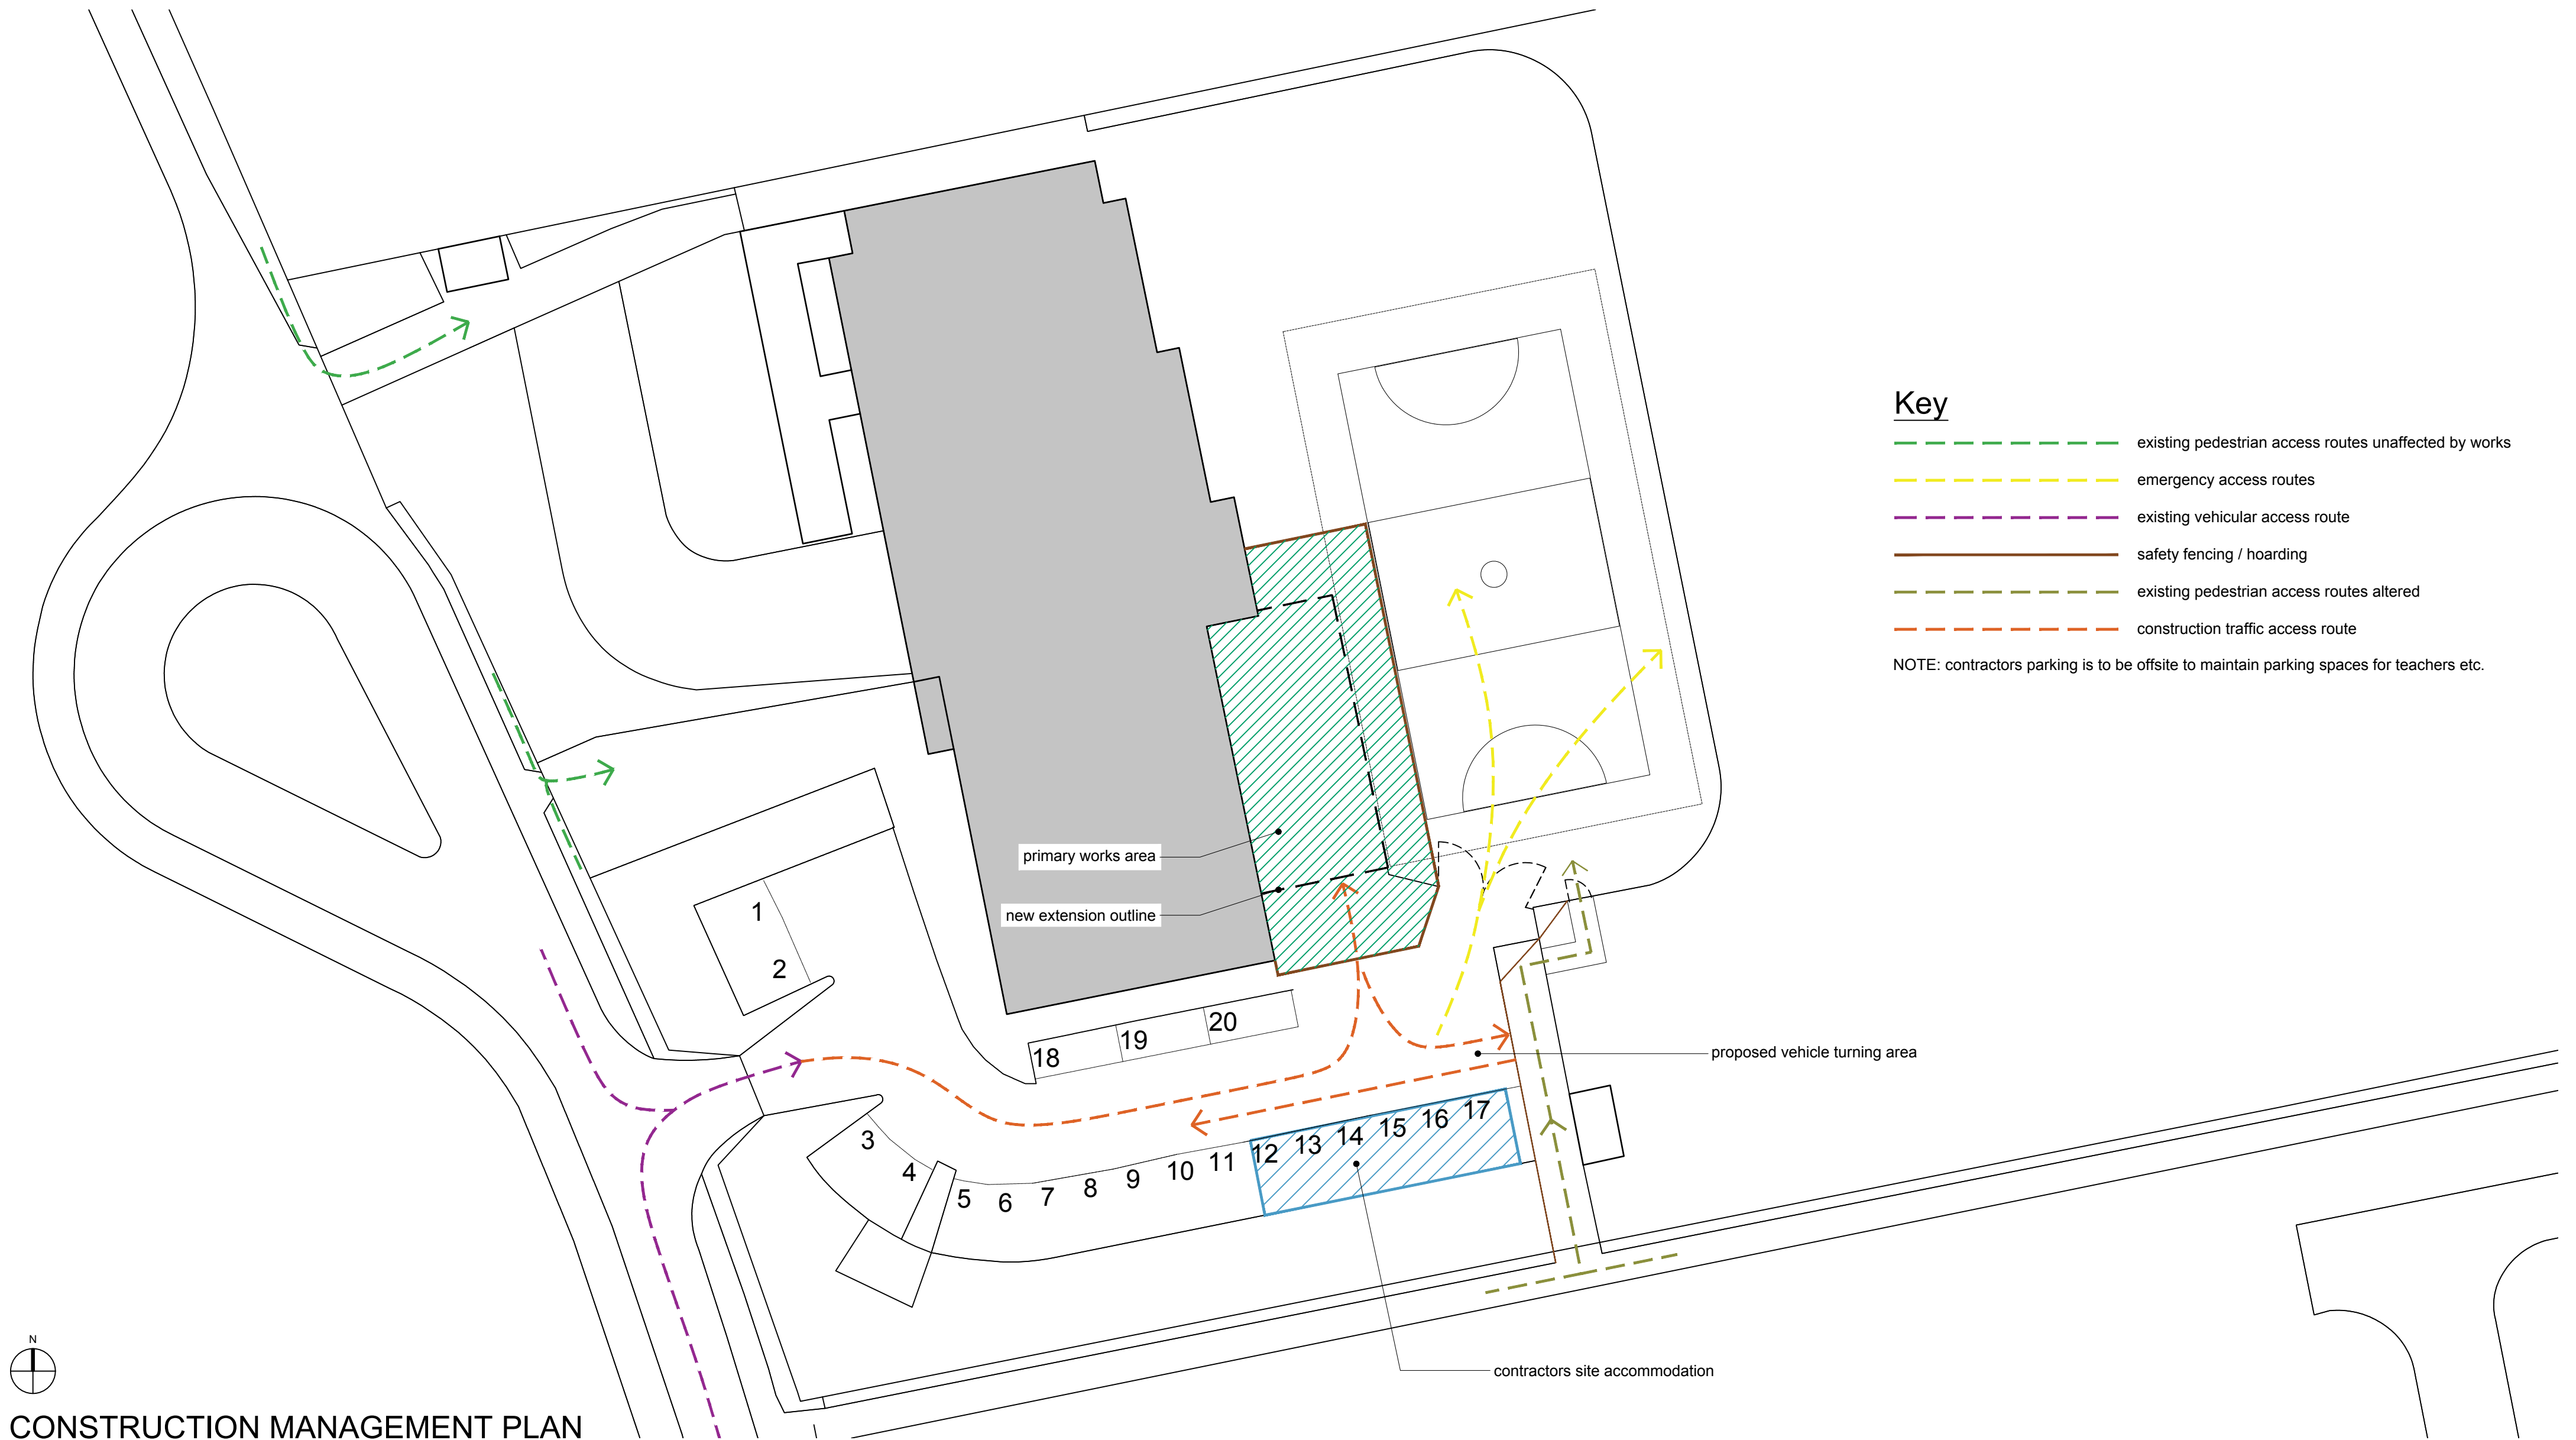 Key
existing pedestrian access routes unaffected by works
emergency access routes
existing vehicular access route
safety fencing / hoarding
existing pedestrian access routes altered
construction traffic access route
NOTE: contractors parking is to be offsite to maintain parking spaces for teachers etc.
primary works area
new extension outline
1
2
18
19
20
proposed vehicle turning area
3
4
5
6
7
8
9
10
11
12
13
14
15
16
17
contractors site accommodation
N
CONSTRUCTION MANAGEMENT PLAN